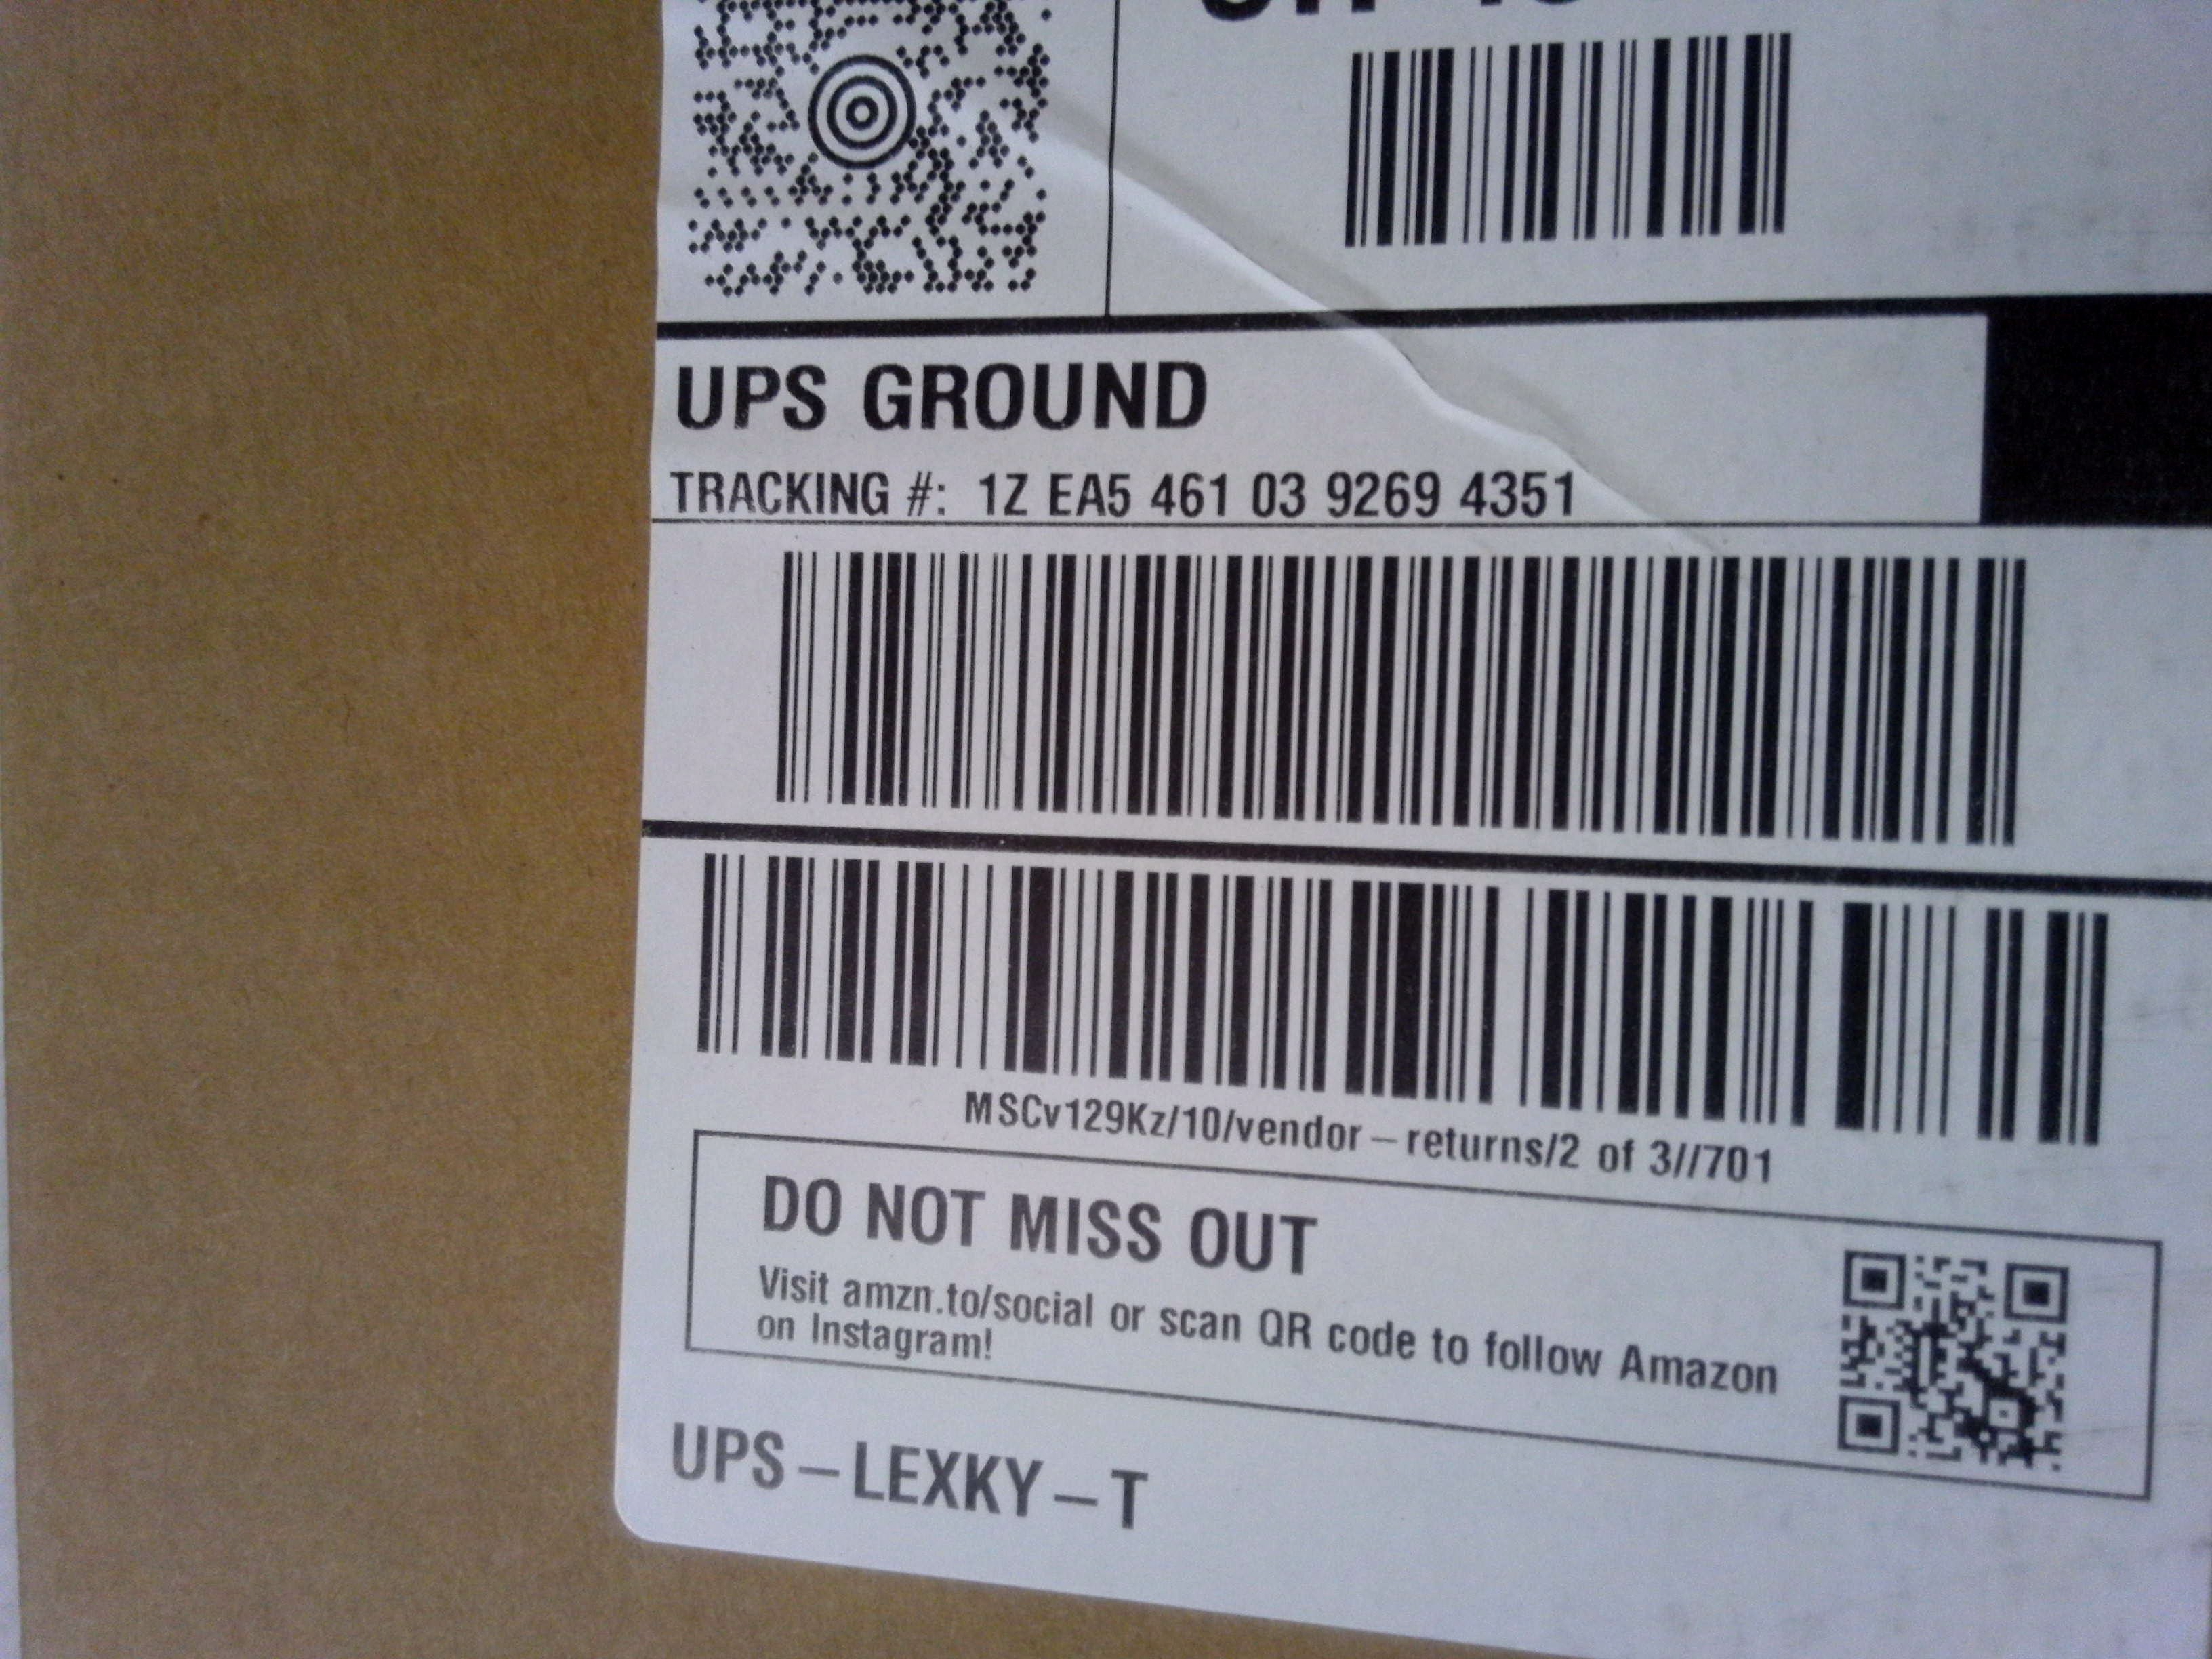 UPS GROUND
TRACKING #: 1Z EA5 461 03 9269 4351
MSCv129Kz/10/vendor-returns/2 of 3//701
DO NOT MISS OUT
Visit amzn.to/social or scan QR code to follow Amazon
on Instagram!
UPS-LEXKY-T